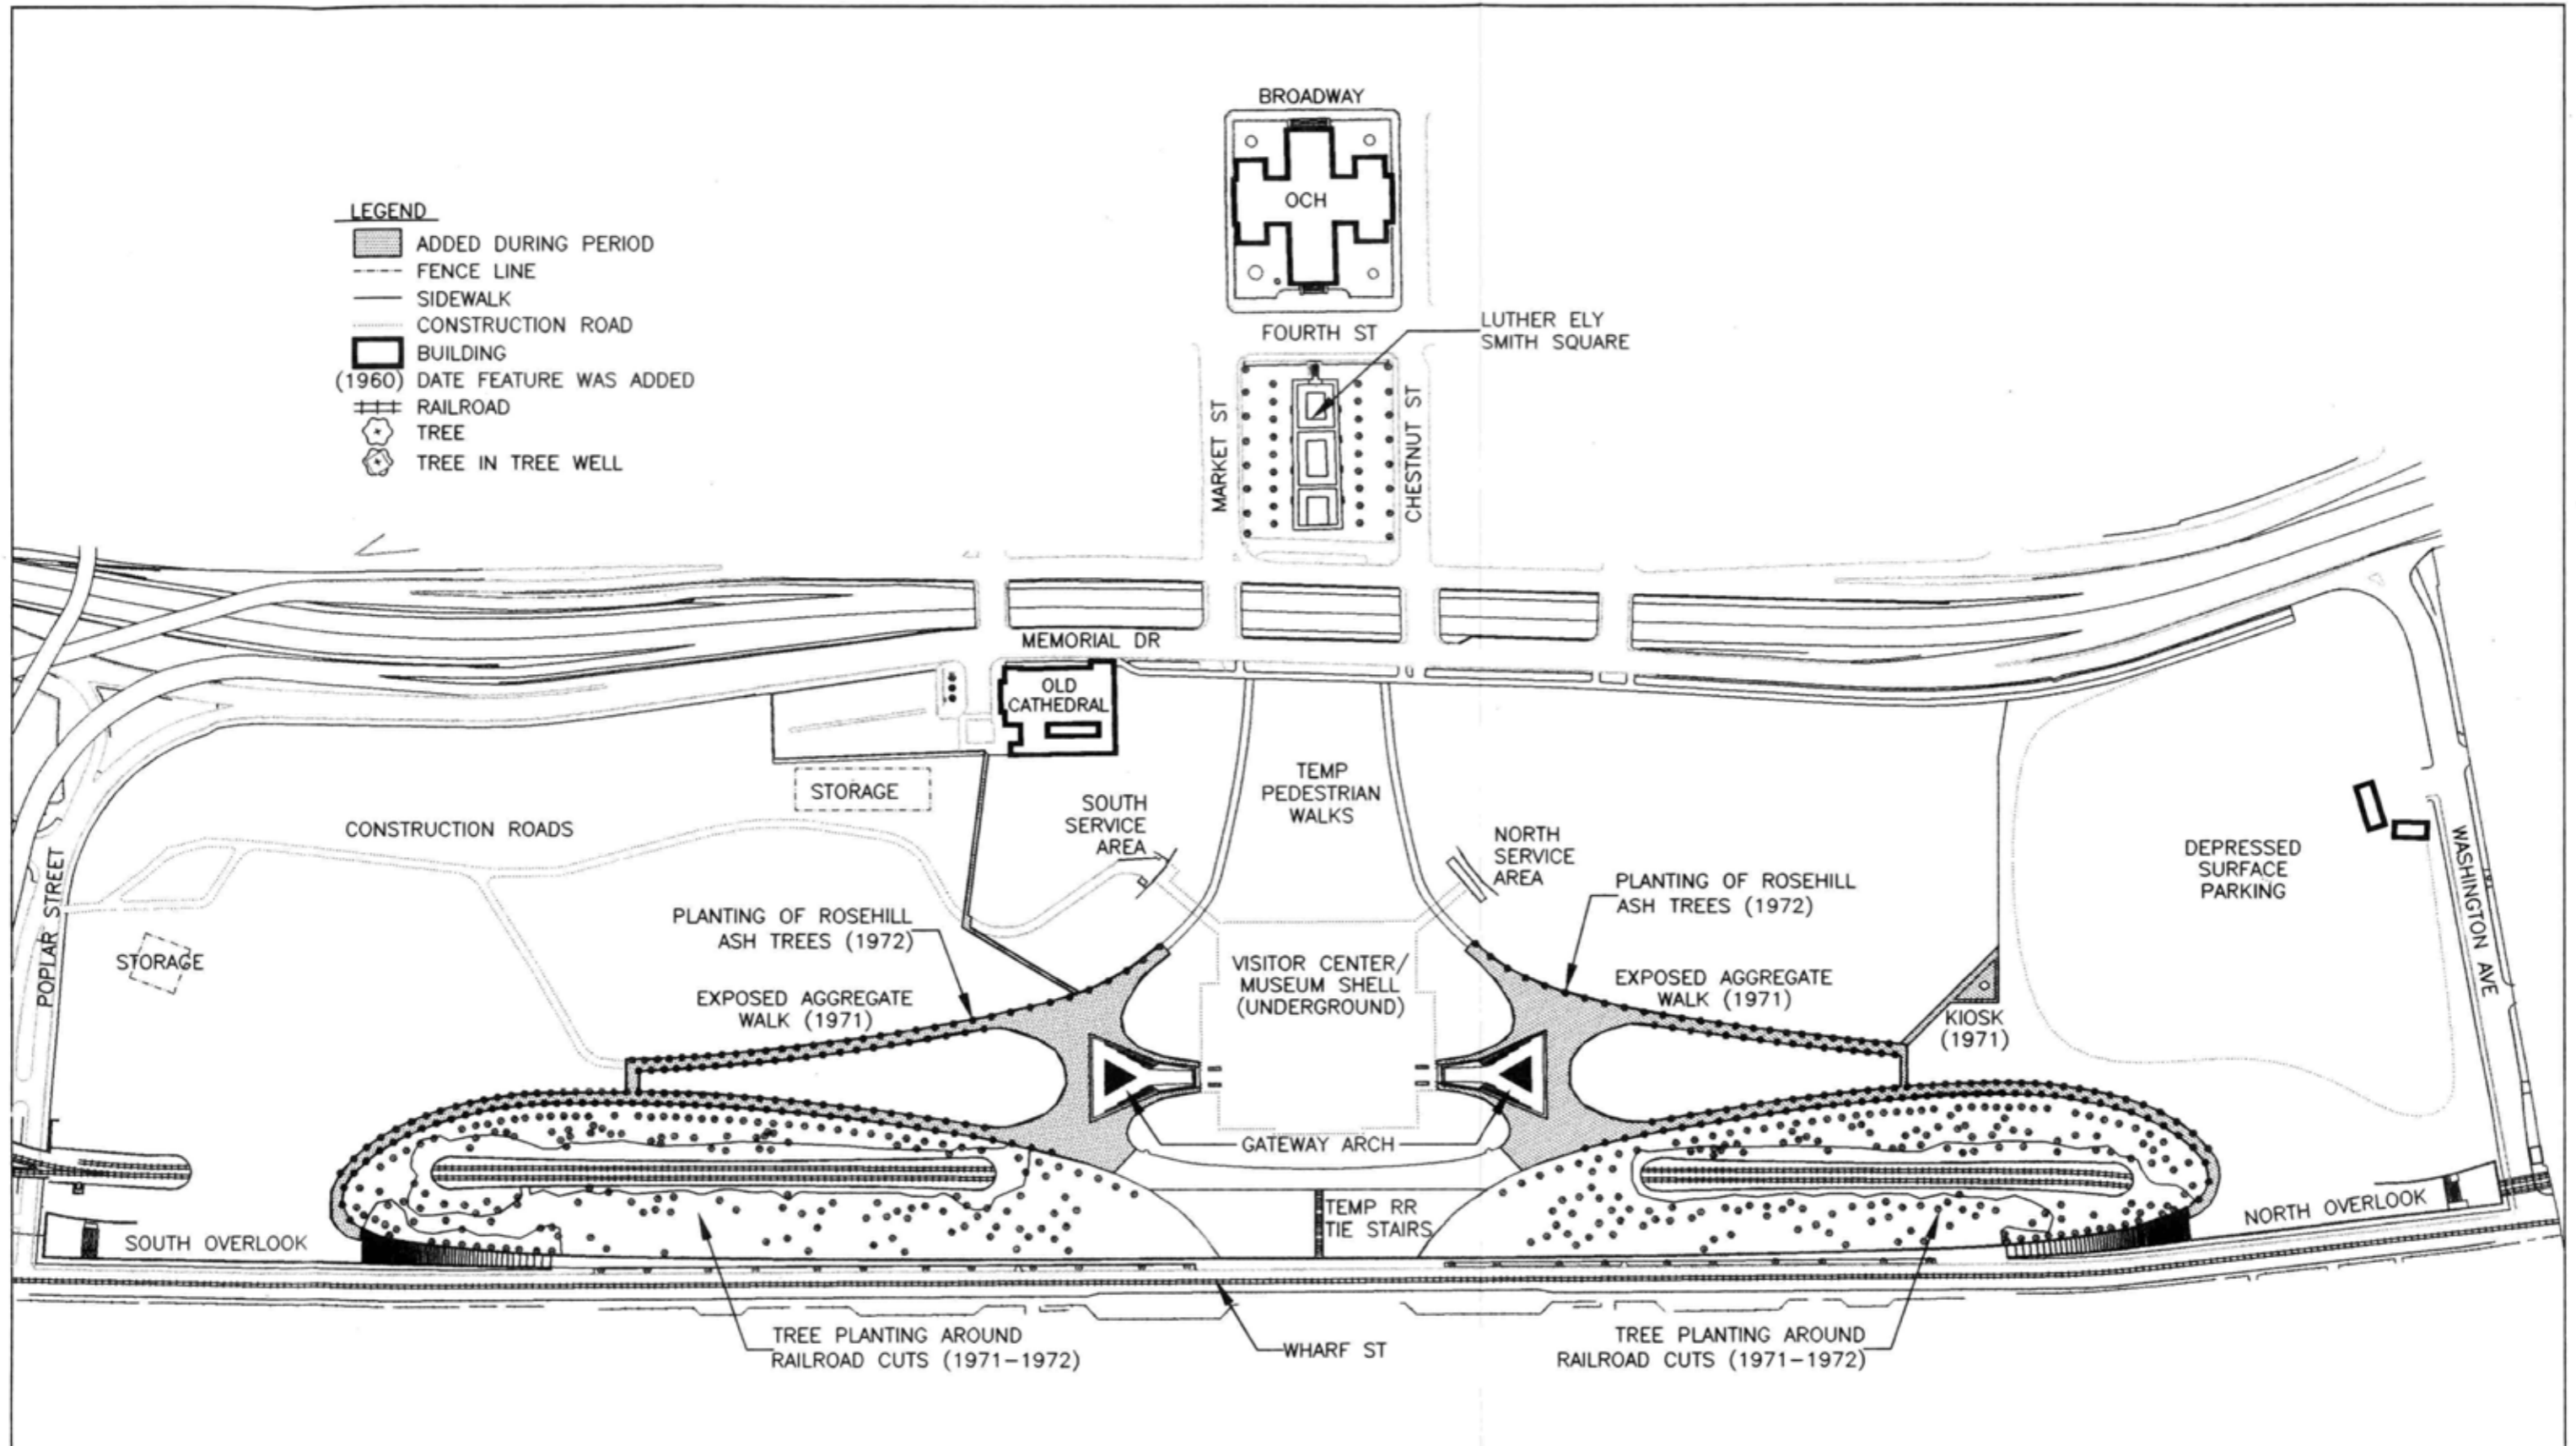 BROADWAY
OCH
FOURTH ST
LUTHER ELY
SMITH SQUARE
MARKET ST
CHESTNUT ST
LEGEND
ADDED DURING PERIOD
FENCE LINE
SIDEWALK
CONSTRUCTION ROAD
BUILDING
(1960) DATE FEATURE WAS ADDED
RAILROAD
TREE
TREE IN TREE WELL
MEMORIAL DR
OLD
CATHEDRAL
STORAGE
CONSTRUCTION ROADS
SOUTH
SERVICE
AREA
TEMP
PEDESTRIAN
WALKS
NORTH
SERVICE
AREA
DEPRESSED
SURFACE
PARKING
WASHINGTON AVE
POPLAR STREET
STORAGE
PLANTING OF ROSEHILL
ASH TREES (1972)
PLANTING OF ROSEHILL
ASH TREES (1972)
EXPOSED AGGREGATE
WALK (1971)
VISITOR CENTER/
MUSEUM SHELL
(UNDERGROUND)
EXPOSED AGGREGATE
WALK (1971)
KIOSK
(1971)
GATEWAY ARCH
SOUTH OVERLOOK
TEMP RR
TIE STAIRS
NORTH OVERLOOK
TREE PLANTING AROUND
RAILROAD CUTS (1971-1972)
WHARF ST
TREE PLANTING AROUND
RAILROAD CUTS (1971-1972)